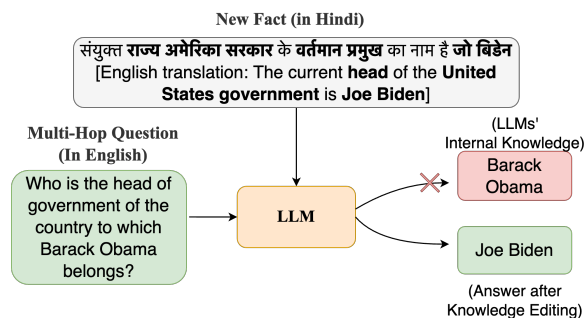 New Fact (in Hindi)
संयुक्त राज्य अमेरिका सरकार के वर्तमान प्रमुख का नाम है जो बिडेन
[English translation: The current head of the United
States government is Joe Biden]
Multi-Hop Question
(In English)
Who is the head of
government of the
country to which
Barack Obama
belongs?
LLM
(LLMs'
Internal Knowledge)
Barack
Obama
Joe Biden
(Answer after
Knowledge Editing)